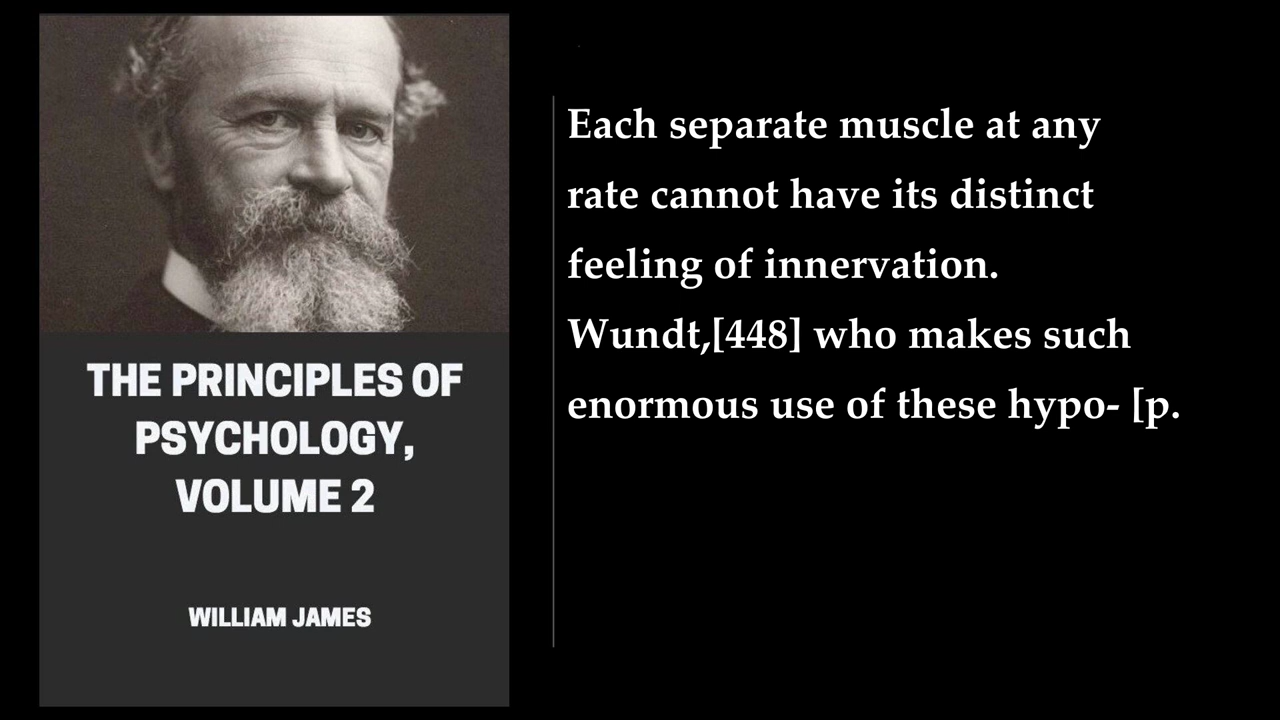 THE PRINCIPLES OF
PSYCHOLOGY,
VOLUME 2
WILLIAM JAMES
Each separate muscle at any
rate cannot have its distinct
feeling of innervation.
Wundt,[448] who makes such
enormous use of these hypo- [p.